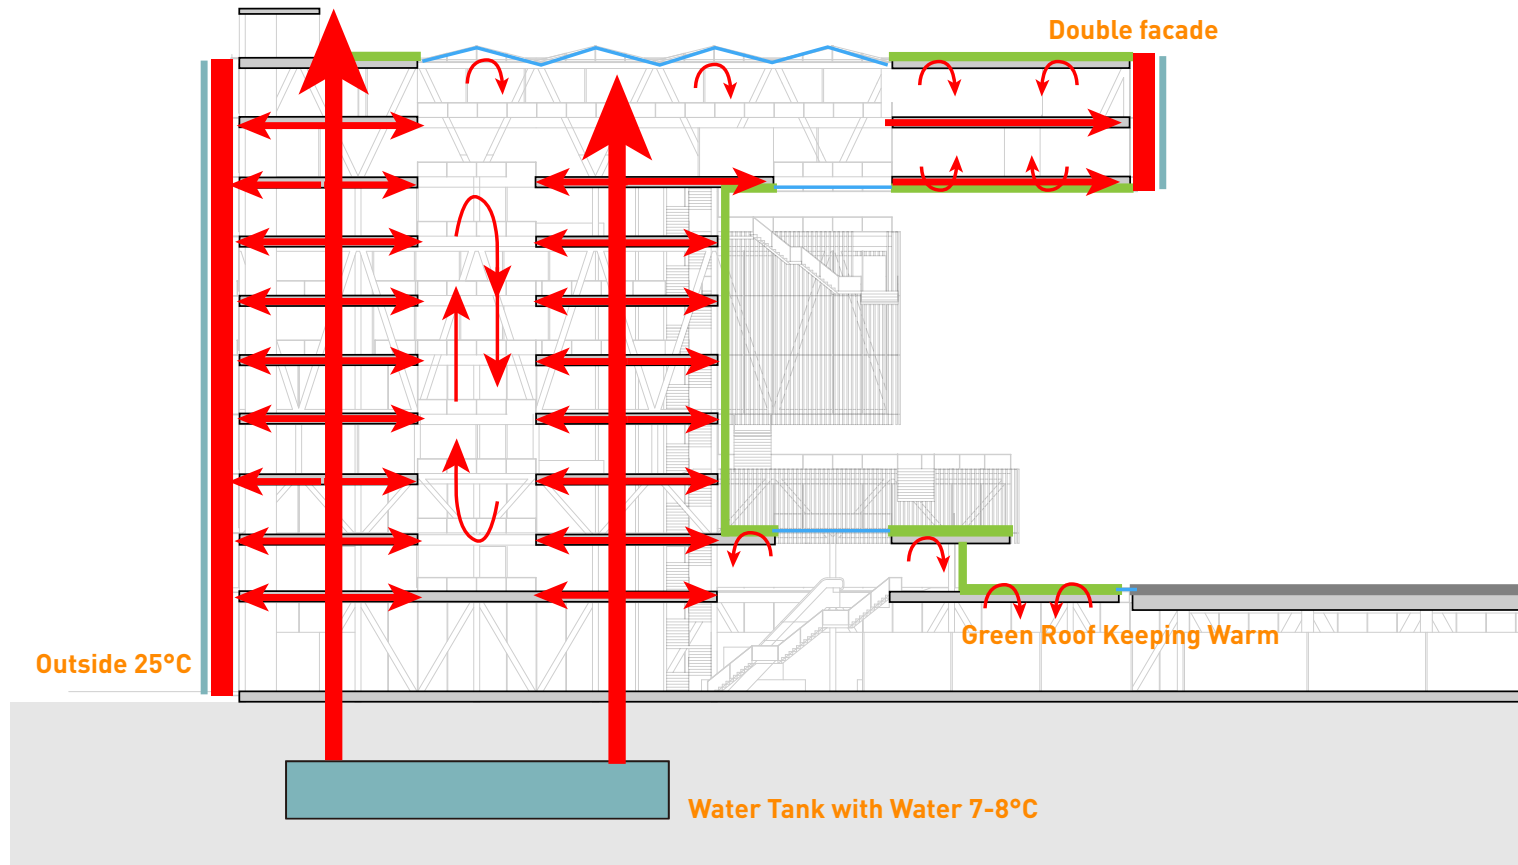 Double facade
Green Roof Keeping Warm
Outside 25°C
Water Tank with Water 7-8°C